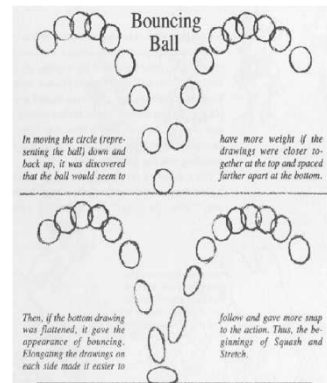 Bouncing
Ball
In moving the circle (repre-
senting the ball) down and
back up, it was discovered
that the ball would seem to
have more weight if the
drawings were closer to-
gether at the top and spaced
farther apart at the bottom.
Then, if the bottom drawing
was flattened, it gave the
appearance of bouncing.
Elongating the drawings on
each side made it easier to
follow and gave more snap
to the action. Thus, the be-
ginnings of Squash and
Stretch.